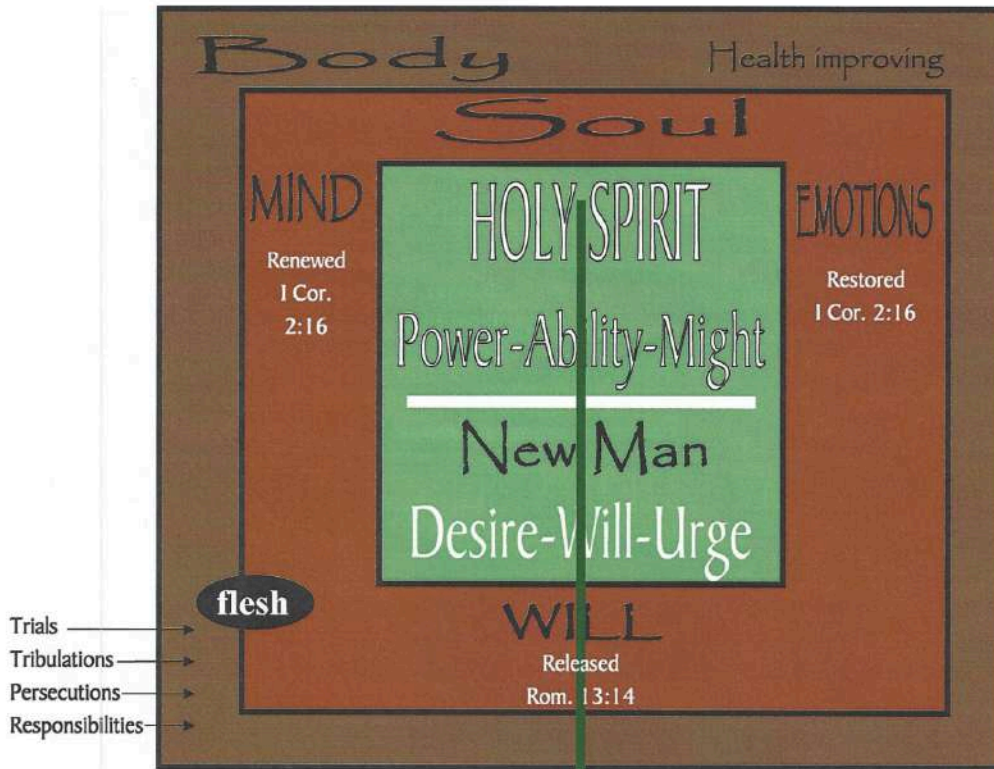 Body
Health improving
Soul
MIND
Renewed
I Cor.
2:16
HOLY SPIRIT
Power-Ability-Might
New Man
Desire-Will-Urge
EMOTIONS
Restored
I Cor. 2:16
flesh
WILL
Released
Rom. 13:14
Trials
Tribulations
Persecutions
Responsibilities